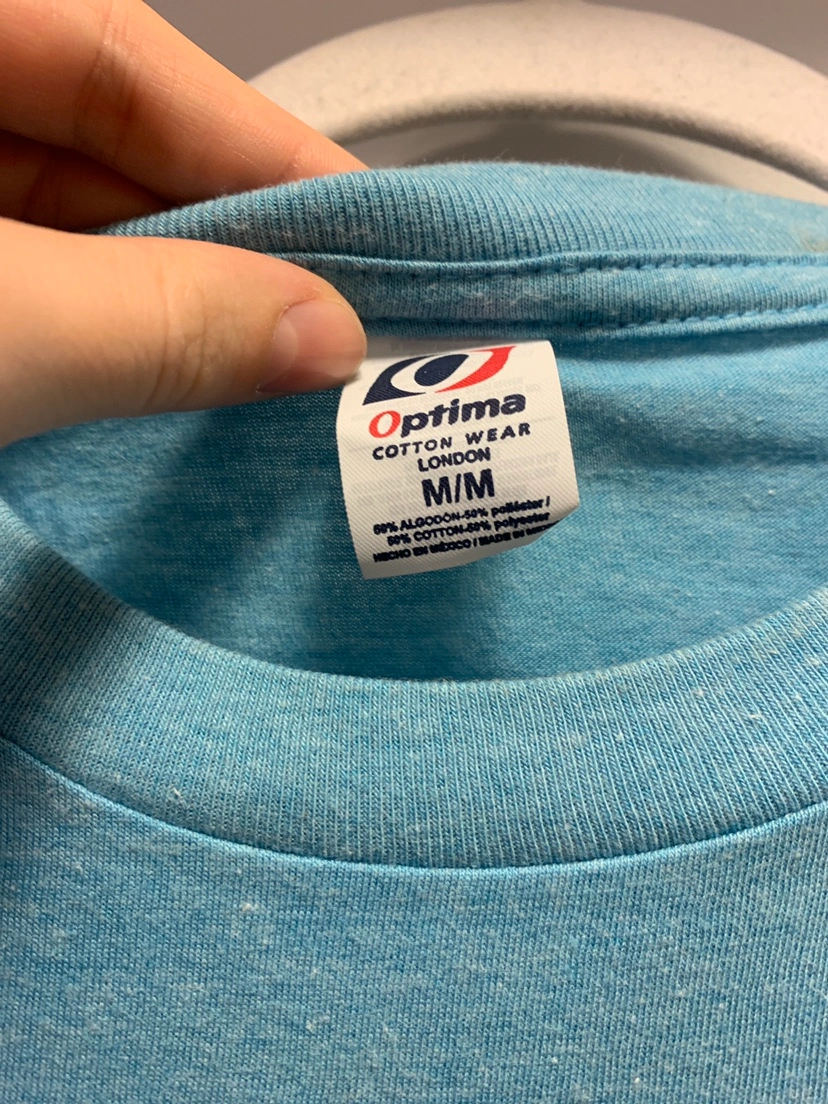 Optima
COTTON WEAR
LONDON
M/M
50% ALGODÓN-50% poliéster /
50% COTTON-50% polyester
HECHO EN MÉXICO / MADE IN